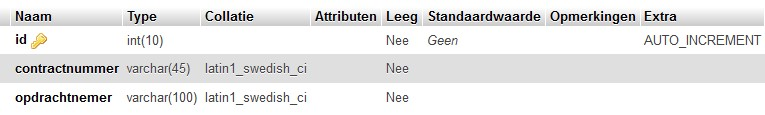 Naam Type Collatie Attributen Leeg Standaardwaarde Opmerkingen Extra
id int(10) Nee Geen AUTO_INCREMENT
contractnummer varchar(45) latin1_swedish_ci Nee
opdrachtnemer varchar(100) latin1_swedish_ci Nee